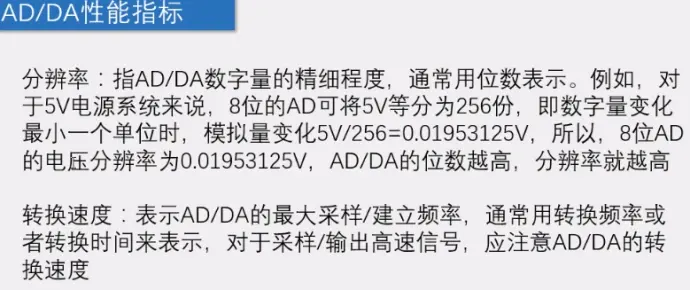 AD/DA性能指标
分辨率：指AD/DA数字量的精细程度，通常用位数表示。例如，对
于5V电源系统来说，8位的AD可将5V等分为256份，即数字量变化
最小一个单位时，模拟量变化5V/256=0.01953125V，所以，8位AD
的电压分辨率为0.01953125V，AD/DA的位数越高，分辨率就越高
转换速度：表示AD/DA的最大采样/建立频率，通常用转换频率或
者转换时间来表示，对于采样/输出高速信号，应注意AD/DA的转
换速度